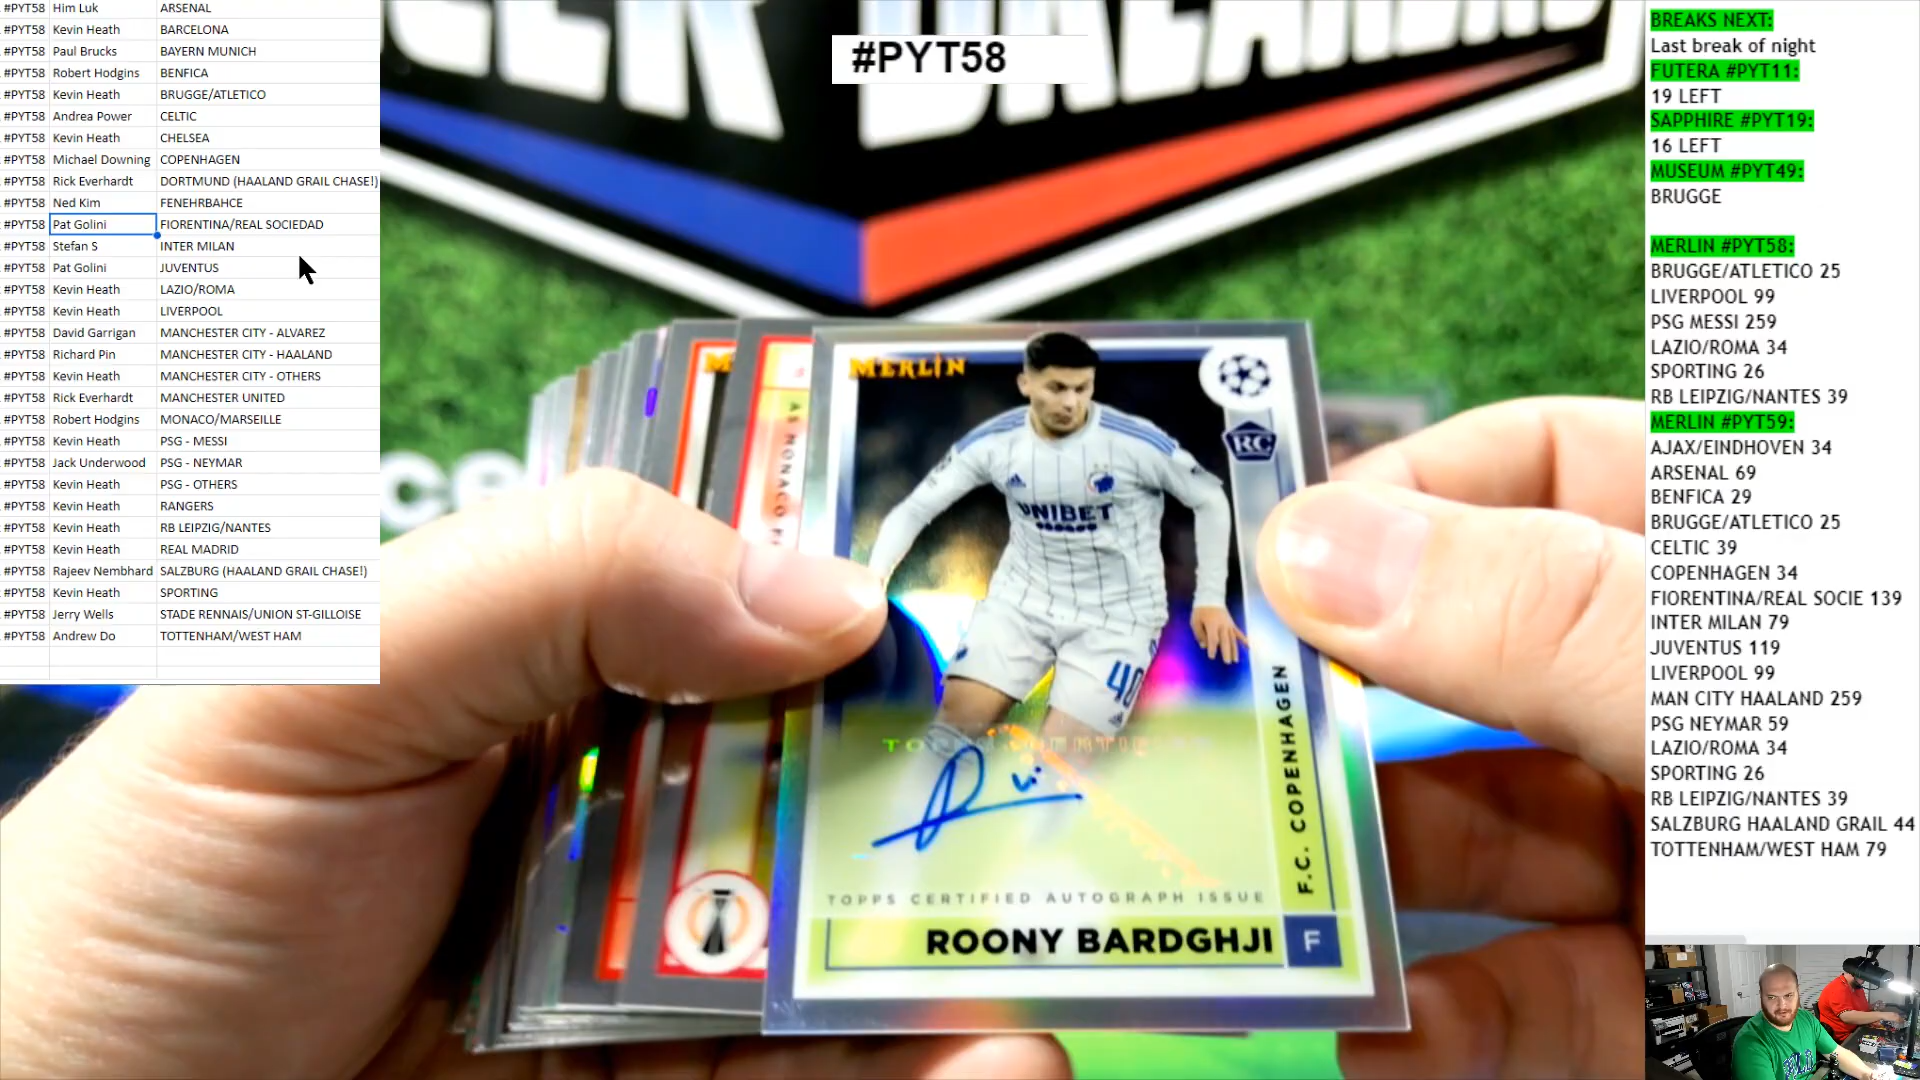 #PYT58 Him Luk ARSENAL
#PYT58 Kevin Heath BARCELONA
#PYT58 Paul Brucks BAYERN MUNICH
#PYT58 Robert Hodgins BENFICA
#PYT58 Kevin Heath BRUGGE/ATLETICO
#PYT58 Andrea Power CELTIC
#PYT58 Kevin Heath CHELSEA
#PYT58 Michael Downing COPENHAGEN
#PYT58 Rick Everhardt DORTMUND (HAALAND GRAIL CHASE!)
#PYT58 Ned Kim FENEHRBAHCE
#PYT58 Pat Golini FIORENTINA/REAL SOCIEDAD
#PYT58 Stefan S INTER MILAN
#PYT58 Pat Golini JUVENTUS
#PYT58 Kevin Heath LAZIO/ROMA
#PYT58 Kevin Heath LIVERPOOL
#PYT58 David Garrigan MANCHESTER CITY - ALVAREZ
#PYT58 Richard Pin MANCHESTER CITY - HAALAND
#PYT58 Kevin Heath MANCHESTER CITY - OTHERS
#PYT58 Rick Everhardt MANCHESTER UNITED
#PYT58 Robert Hodgins MONACO/MARSEILLE
#PYT58 Kevin Heath PSG - MESSI
#PYT58 Jack Underwood PSG - NEYMAR
#PYT58 Kevin Heath PSG - OTHERS
#PYT58 Kevin Heath RANGERS
#PYT58 Kevin Heath RB LEIPZIG/NANTES
#PYT58 Kevin Heath REAL MADRID
#PYT58 Rajeev Nembhard SALZBURG (HAALAND GRAIL CHASE!)
#PYT58 Kevin Heath SPORTING
#PYT58 Jerry Wells STADE RENNAIS/UNION ST-GILLOISE
#PYT58 Andrew Do TOTTENHAM/WEST HAM
#PYT58
MERLIN
RC
UNIBET
40
AS MONACO
F.C. COPENHAGEN
TOPPS CERTIFIED AUTOGRAPH ISSUE
ROONY BARDGHJI F
BREAKS NEXT:
Last break of night
FUTERA #PYT11:
19 LEFT
SAPPHIRE #PYT19:
16 LEFT
MUSEUM #PYT49:
BRUGGE
MERLIN #PYT58:
BRUGGE/ATLETICO 25
LIVERPOOL 99
PSG MESSI 259
LAZIO/ROMA 34
SPORTING 26
RB LEIPZIG/NANTES 39
MERLIN #PYT59:
AJAX/EINDHOVEN 34
ARSENAL 69
BENFICA 29
BRUGGE/ATLETICO 25
CELTIC 39
COPENHAGEN 34
FIORENTINA/REAL SOCIE 139
INTER MILAN 79
JUVENTUS 119
LIVERPOOL 99
MAN CITY HAALAND 259
PSG NEYMAR 59
LAZIO/ROMA 34
SPORTING 26
RB LEIPZIG/NANTES 39
SALZBURG HAALAND GRAIL 44
TOTTENHAM/WEST HAM 79